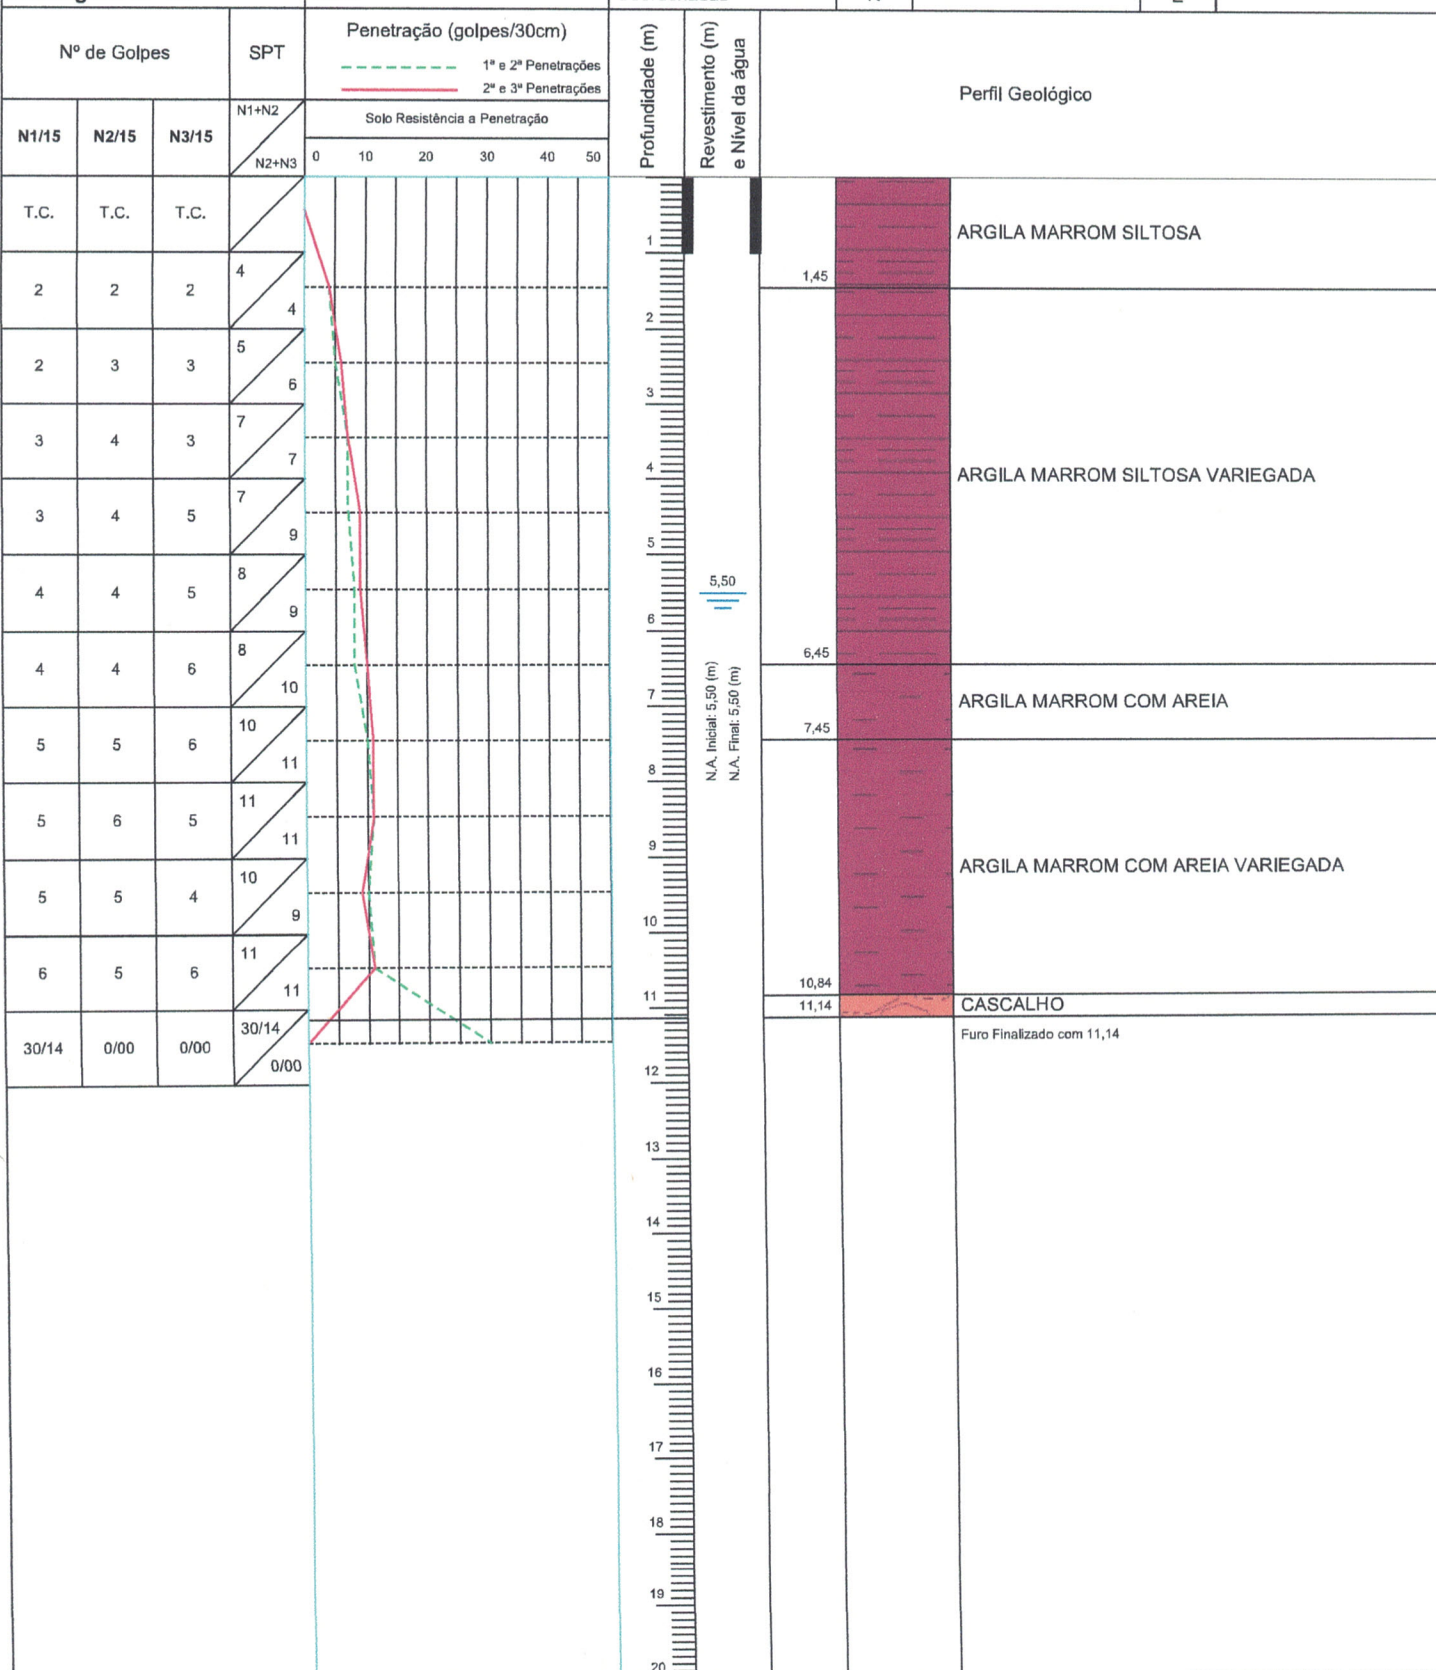 Nº de Golpes
SPT
Penetração (golpes/30cm)
1ª e 2ª Penetrações
2ª e 3ª Penetrações
Solo Resistência a Penetração
0 10 20 30 40 50
Profundidade (m)
Revestimento (m)
e Nível da água
Perfil Geológico
N1/15 N2/15 N3/15 N1+N2
N2+N3
T.C. T.C. T.C.
2 2 2 4
4
2 3 3 5
6
3 4 3 7
7
3 4 5 7
9
4 4 5 8
9
4 4 6 8
10
5 5 6 10
11
5 6 5 11
11
5 5 4 10
9
6 5 6 11
11
30/14 0/00 0/00 30/14
0/00
1
2
3
4
5
6
7
8
9
10
11
12
13
14
15
16
17
18
19
20
5,50
N.A. Inicial: 5,50 (m)
N.A. Final: 5,50 (m)
ARGILA MARROM SILTOSA
1,45
ARGILA MARROM SILTOSA VARIEGADA
6,45
ARGILA MARROM COM AREIA
7,45
ARGILA MARROM COM AREIA VARIEGADA
10,84
11,14 CASCALHO
Furo Finalizado com 11,14